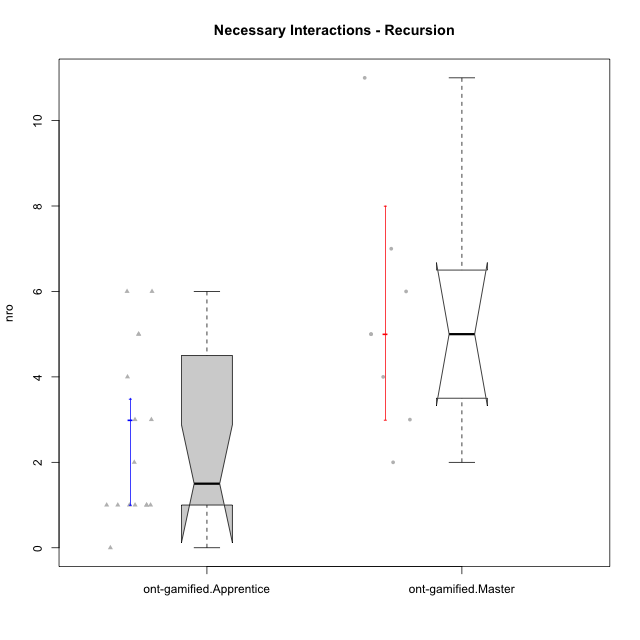 Necessary Interactions - Recursion
nro
10
8
6
4
2
0
ont-gamified.Apprentice
ont-gamified.Master